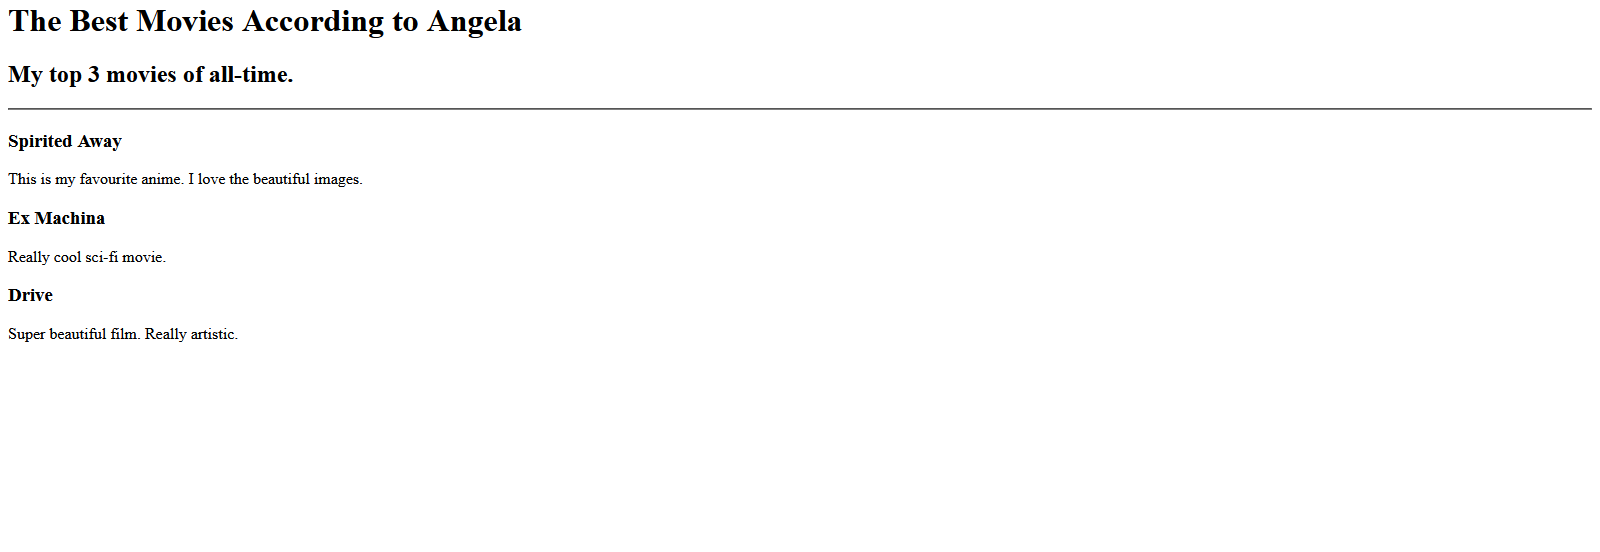 The Best Movies According to Angela
My top 3 movies of all-time.
Spirited Away
This is my favourite anime. I love the beautiful images.
Ex Machina
Really cool sci-fi movie.
Drive
Super beautiful film. Really artistic.